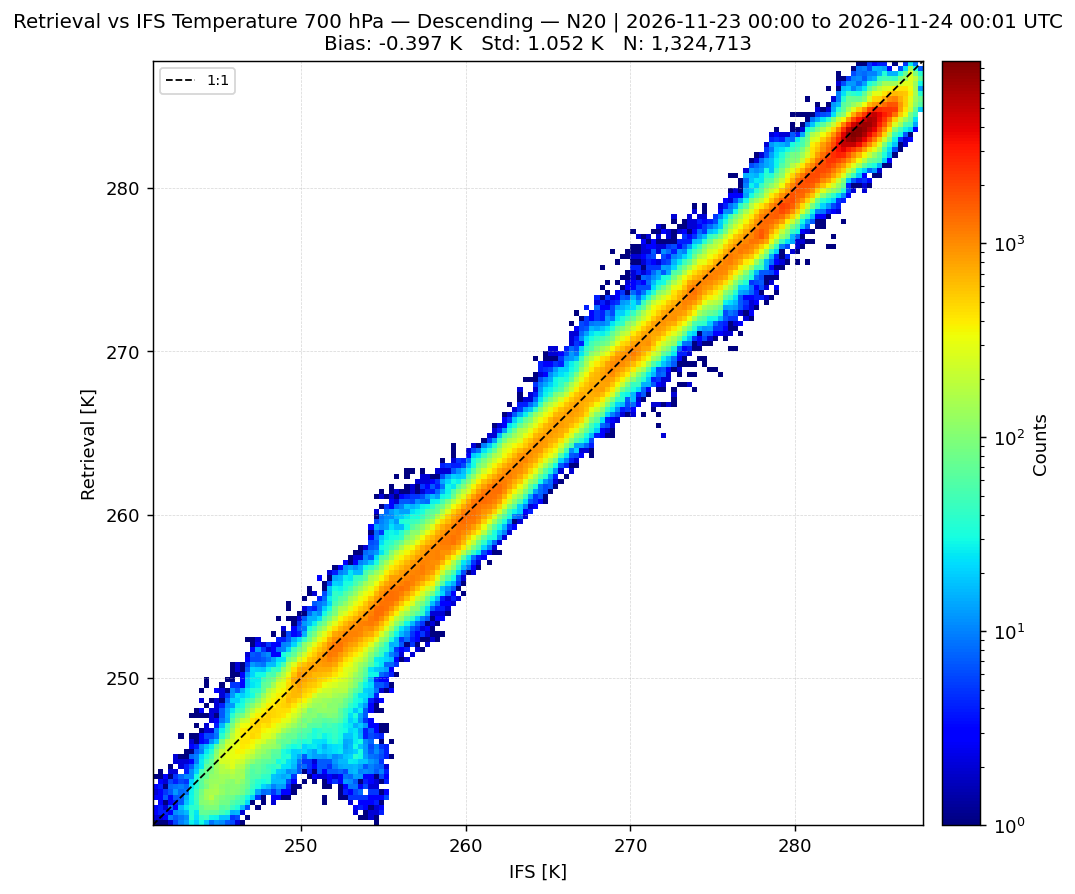 Retrieval vs IFS Temperature 700 hPa — Descending — N20 | 2026-11-23 00:00 to 2026-11-24 00:01 UTC
Bias: -0.397 K   Std: 1.052 K   N: 1,324,713
1:1
280
270
260
250
Retrieval [K]
250
260
270
280
IFS [K]
10³
10²
10¹
10⁰
Counts